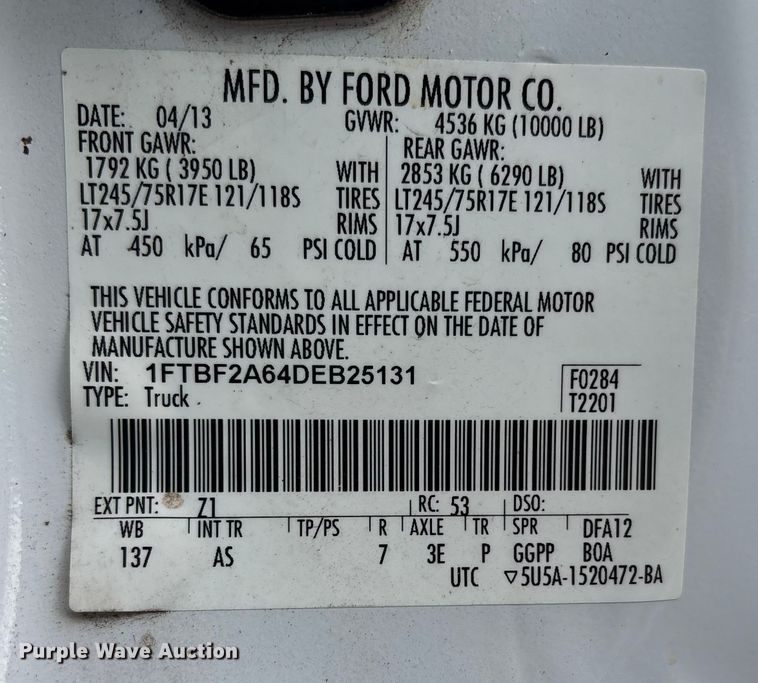 MFD. BY FORD MOTOR CO.
DATE: 04/13 GVWR: 4536 KG (10000 LB)
FRONT GAWR: REAR GAWR:
1792 KG ( 3950 LB) WITH 2853 KG ( 6290 LB) WITH
LT245/75R17E 121/118S TIRES LT245/75R17E 121/118S TIRES
17x7.5J RIMS 17x7.5J RIMS
AT 450 kPa/ 65 PSI COLD AT 550 kPa/ 80 PSI COLD
THIS VEHICLE CONFORMS TO ALL APPLICABLE FEDERAL MOTOR
VEHICLE SAFETY STANDARDS IN EFFECT ON THE DATE OF
MANUFACTURE SHOWN ABOVE.
VIN: 1FTBF2A64DEB25131 F0284
TYPE: Truck T2201
EXT PNT: Z1 RC: 53 DSO:
WB INT TR TP/PS R AXLE TR SPR DFA12
137 AS 7 3E P GGPP BOA
UTC ▽5U5A-1520472-BA
Purple Wave Auction